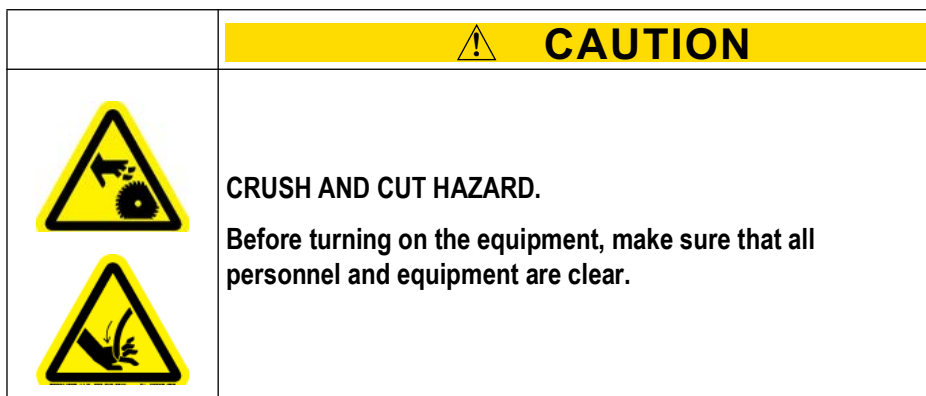 CAUTION
CRUSH AND CUT HAZARD.
Before turning on the equipment, make sure that all
personnel and equipment are clear.